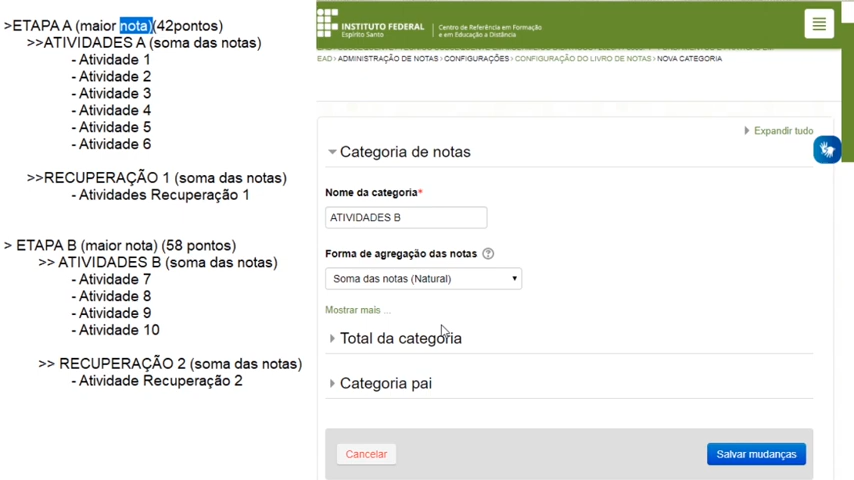 >ETAPA A (maior nota)(42pontos)
>>ATIVIDADES A (soma das notas)
- Atividade 1
- Atividade 2
- Atividade 3
- Atividade 4
- Atividade 5
- Atividade 6
>>RECUPERAÇÃO 1 (soma das notas)
- Atividades Recuperação 1
> ETAPA B (maior nota) (58 pontos)
>> ATIVIDADES B (soma das notas)
- Atividade 7
- Atividade 8
- Atividade 9
- Atividade 10
>> RECUPERAÇÃO 2 (soma das notas)
- Atividade Recuperação 2
INSTITUTO FEDERAL
Espírito Santo
Centro de Referência em Formação
e em Educação a Distância
EAD › ADMINISTRAÇÃO DE NOTAS › CONFIGURAÇÕES › CONFIGURAÇÃO DO LIVRO DE NOTAS › NOVA CATEGORIA
Expandir tudo
Categoria de notas
Nome da categoria*
ATIVIDADES B
Forma de agregação das notas ?
Soma das notas (Natural)
Mostrar mais ...
Total da categoria
Categoria pai
Cancelar
Salvar mudanças